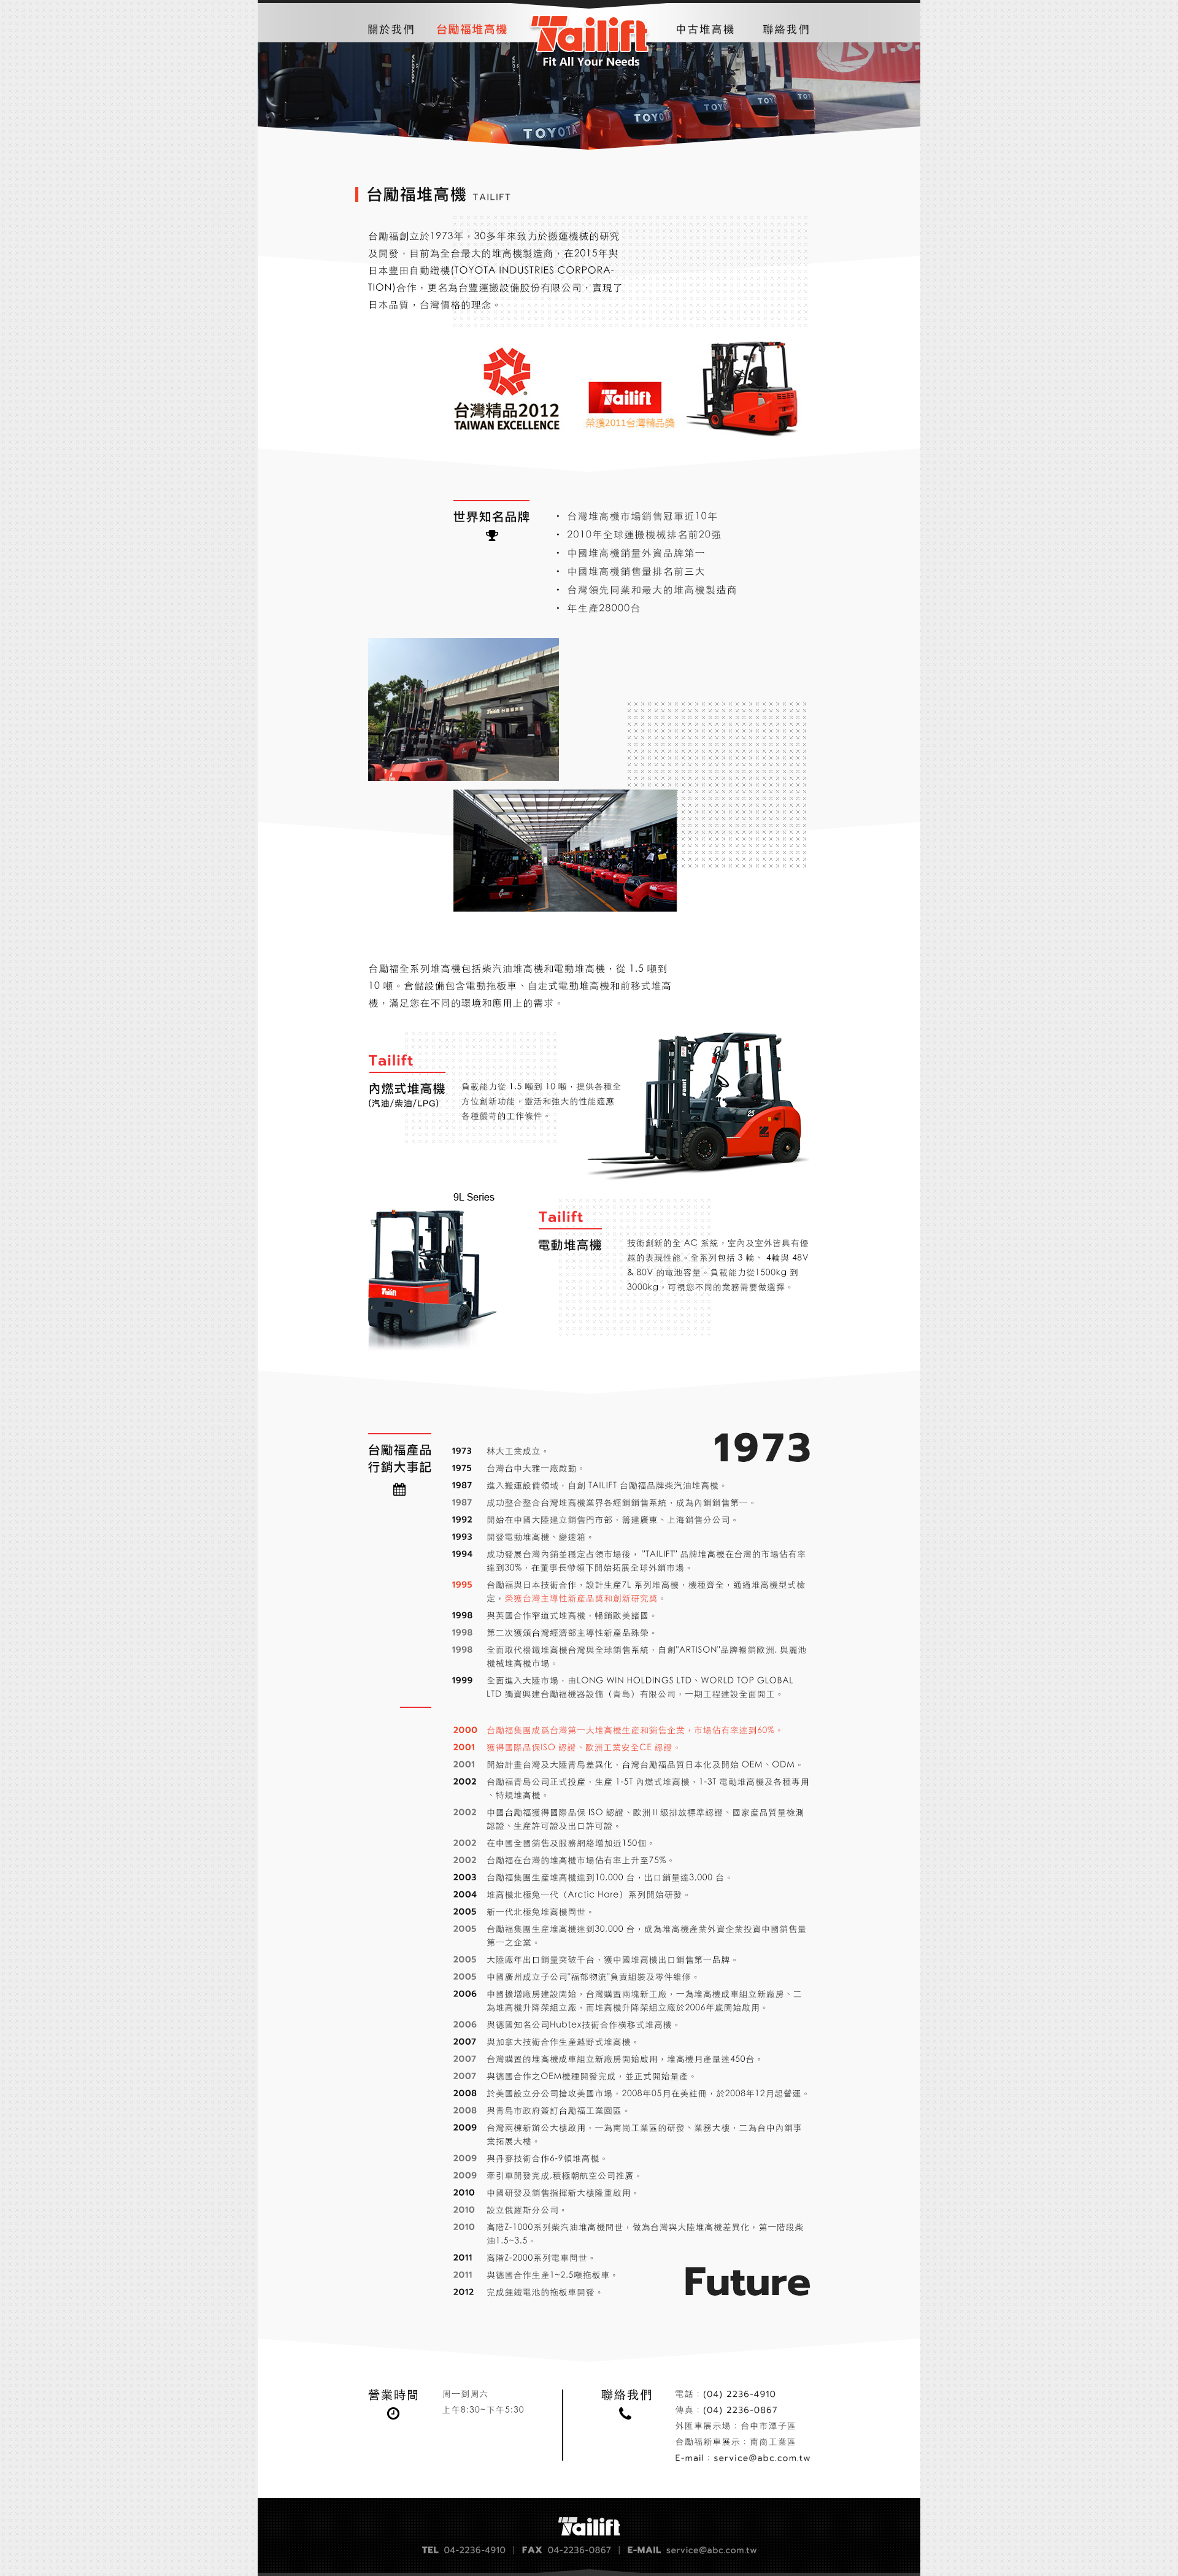 關於我們
台励福堆高機
Tailift
Fit All Your Needs
中古堆高機
聯絡我們
TOYOTA
TOYOTA
TOYOTA
TOYOTA
台勵福堆高機 TAILIFT
台勵福創立於1973年，30多年來致力於搬運機械的研究
及開發，目前為全台最大的堆高機製造商，在2015年與
日本豐田自動織機(TOYOTA INDUSTRIES CORPORA-
TION)合作，更名為台豐運搬設備股份有限公司，實現了
日本品質，台灣價格的理念。
台灣精品2012
TAIWAN EXCELLENCE
Tailift
榮獲2011台灣精品獎
世界知名品牌
・ 台灣堆高機市場銷售冠軍近10年
・ 2010年全球運搬機械排名前20强
・ 中國堆高機銷量外資品牌第一
・ 中國堆高機銷售量排名前三大
・ 台灣領先同業和最大的堆高機製造商
・ 年生產28000台
台勵福全系列堆高機包括柴汽油堆高機和電動堆高機，從 1.5 噸到
10 噸。倉儲設備包含電動拖板車、自走式電動堆高機和前移式堆高
機，滿足您在不同的環境和應用上的需求。
Tailift
內燃式堆高機
(汽油/柴油/LPG)
負載能力從 1.5 噸到 10 噸，提供各種全
方位創新功能，靈活和強大的性能適應
各種嚴苛的工作條件。
25
9L Series
Tailift
Tailift
電動堆高機
技術創新的全 AC 系統，室內及室外皆具有優
越的表現性能。全系列包括 3 輪、 4輪與 48V
& 80V 的電池容量。負載能力從1500kg 到
3000kg，可視您不同的業務需要做選擇。
台勵福產品
行銷大事記
1973
1973 林大工業成立。
1975 台灣台中大雅一廠啟動。
1987 進入搬運設備領域，自創 TAILIFT 台勵福品牌柴汽油堆高機。
1987 成功整合整合台灣堆高機業界各經銷銷售系統，成為內銷銷售第一。
1992 開始在中國大陸建立銷售門市部，籌建廣東、上海銷售分公司。
1993 開發電動堆高機、變速箱。
1994 成功發展台灣內銷並穩定占領市場後， "TAILIFT" 品牌堆高機在台灣的市場佔有率
達到30%，在董事長帶領下開始拓展全球外銷市場。
1995 台勵福與日本技術合作，設計生產7L 系列堆高機，機種齊全，通過堆高機型式檢
定，榮獲台灣主導性新產品獎和創新研究獎。
1998 與英國合作窄道式堆高機，暢銷歐美諸國。
1998 第二次獲頒台灣經濟部主導性新產品殊榮。
1998 全面取代楊鐵堆高機台灣與全球銷售系統，自創"ARTISON"品牌暢銷歐洲. 與麗池
機械堆高機市場。
1999 全面進入大陸市場，由LONG WIN HOLDINGS LTD、WORLD TOP GLOBAL
LTD 獨資興建台勵福機器設備（青島）有限公司，一期工程建設全面開工。
2000 台勵福集團成爲台灣第一大堆高機生産和銷售企業，市場佔有率達到60%。
2001 獲得國際品保ISO 認證、歐洲工業安全CE 認證。
2001 開始計畫台灣及大陸青島差異化，台灣台勵福品質日本化及開始 OEM、ODM。
2002 台勵福青島公司正式投産，生産 1-5T 內燃式堆高機，1-3T 電動堆高機及各種專用
、特規堆高機。
2002 中國台勵福獲得國際品保 ISO 認證、歐洲 II 級排放標準認證、國家産品質量檢測
認證、生産許可證及出口許可證。
2002 在中國全國銷售及服務網絡增加近150個。
2002 台勵福在台灣的堆高機市場佔有率上升至75%。
2003 台勵福集團生産堆高機達到10,000 台，出口銷量達3,000 台。
2004 堆高機北極兔一代（Arctic Hare）系列開始研發。
2005 新一代北極兔堆高機問世。
2005 台勵福集團生産堆高機達到30,000 台，成為堆高機產業外資企業投資中國銷售量
第一之企業。
2005 大陸廠年出口銷量突破千台，獲中國堆高機出口銷售第一品牌。
2005 中國廣州成立子公司"福郁物流"負責組裝及零件維修。
2006 中國擴增廠房建設開始，台灣購置兩塊新工廠，一為堆高機成車組立新廠房、二
為堆高機升降架組立廠，而堆高機升降架組立廠於2006年底開始啟用。
2006 與德國知名公司Hubtex技術合作橫移式堆高機。
2007 與加拿大技術合作生產越野式堆高機。
2007 台灣購置的堆高機成車組立新廠房開始啟用，堆高機月產量達450台。
2007 與德國合作之OEM機種開發完成，並正式開始量產。
2008 於美國設立分公司搶攻美國市場，2008年05月在美註冊，於2008年12月起營運。
2008 與青島市政府簽訂台勵福工業園區。
2009 台灣兩棟新辦公大樓啟用，一為南崗工業區的研發、業務大樓，二為台中內銷事
業拓展大樓。
2009 與丹麥技術合作6-9頓堆高機。
2009 牽引車開發完成.積極朝航空公司推廣。
2010 中國研發及銷售指揮新大樓隆重啟用。
2010 設立俄羅斯分公司。
2010 高階Z-1000系列柴汽油堆高機問世，做為台灣與大陸堆高機差異化，第一階段柴
油1.5~3.5。
2011 高階Z-2000系列電車問世。
2011 與德國合作生產1~2.5噸拖板車。
2012 完成鋰鐵電池的拖板車開發。
Future
營業時間
周一到周六
上午8:30~下午5:30
聯絡我們
電話：(04) 2236-4910
傳真：(04) 2236-0867
外匯車展示場：台中市潭子區
台勵福新車展示：南崗工業區
E-mail：service@abc.com.tw
Tailift
TEL 04-2236-4910 | FAX 04-2236-0867 | E-MAIL service@abc.com.tw